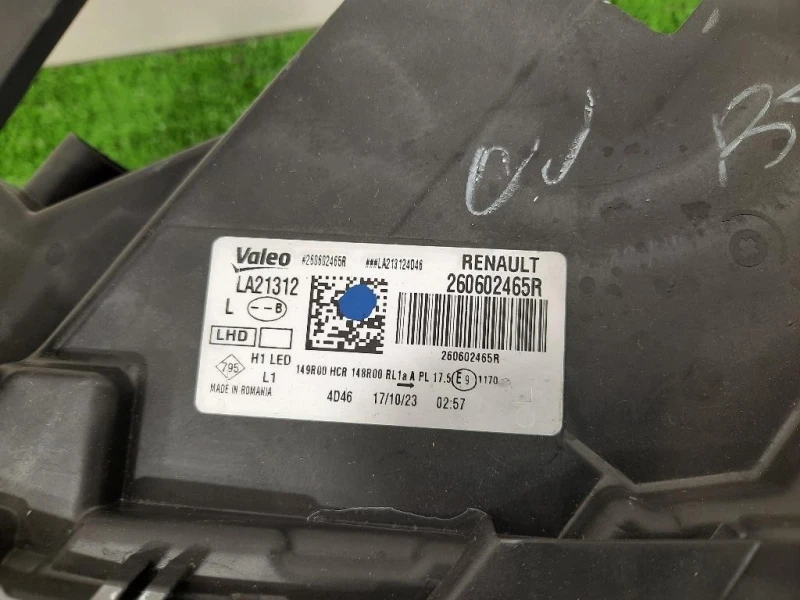 Valeo #260602465R ###LA213124D46 RENAULT
LA21312 260602465R
L --B
LHD
260602465R
795 H1 LED 149R00 HCR 148R00 RL1a A PL 17.5 E9 1170
L1
MADE IN ROMANIA 4D46 17/10/23 02:57